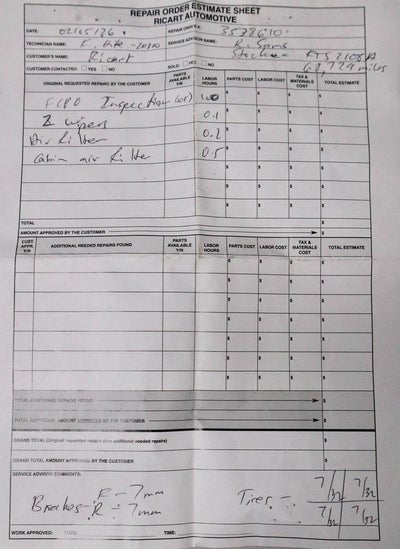 REPAIR ORDER ESTIMATE SHEET
RICART AUTOMOTIVE
DATE: 02/05/26
REPAIR ORDER #:
TECHNICIAN NAME:
SERVICE ADVISOR NAME: K. Sams
CUSTOMER'S NAME: Ricart
CUSTOMER CONTACTED: YES NO
SOLD: YES NO
miles
ORIGINAL REQUESTED REPAIRS BY THE CUSTOMER PARTS AVAILABLE Y/N LABOR HOURS PARTS COST LABOR COST TAX & MATERIALS COST TOTAL ESTIMATE
FCPO Inspection 1.00 $ $ $ $
2 wipers 0.1 $ $ $ $
Air filter 0.2 $ $ $ $
Cabin air filter 0.5 $ $ $ $
$ $ $ $
$ $ $ $
$ $ $ $
TOTAL $
AMOUNT APPROVED BY THE CUSTOMER $
CUST. APPR. Y/N ADDITIONAL NEEDED REPAIRS FOUND PARTS AVAILABLE Y/N LABOR HOURS PARTS COST LABOR COST TAX & MATERIALS COST TOTAL ESTIMATE
$ $ $ $
$ $ $ $
$ $ $ $
$ $ $ $
$ $ $ $
$ $ $ $
$ $ $ $
TOTAL ADDITIONAL REPAIRS FOUND $
TOTAL ADDITIONAL AMOUNT APPROVED BY THE CUSTOMER $
GRAND TOTAL (Original requested repairs plus additional needed repairs) $
GRAND TOTAL AMOUNT APPROVED BY THE CUSTOMER $
SERVICE ADVISOR COMMENTS:
Brakes - F - 7mm
R - 7mm
Tires - 7/32 7/32
7/32 7/32
WORK APPROVED: DATE: TIME: